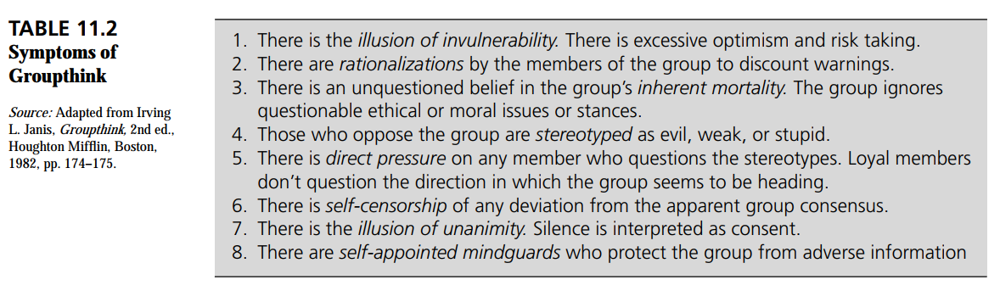 TABLE 11.2
Symptoms of
Groupthink
Source: Adapted from Irving
L. Janis, Groupthink, 2nd ed.,
Houghton Mifflin, Boston,
1982, pp. 174–175.
1. There is the illusion of invulnerability. There is excessive optimism and risk taking.
2. There are rationalizations by the members of the group to discount warnings.
3. There is an unquestioned belief in the group's inherent mortality. The group ignores
questionable ethical or moral issues or stances.
4. Those who oppose the group are stereotyped as evil, weak, or stupid.
5. There is direct pressure on any member who questions the stereotypes. Loyal members
don't question the direction in which the group seems to be heading.
6. There is self-censorship of any deviation from the apparent group consensus.
7. There is the illusion of unanimity. Silence is interpreted as consent.
8. There are self-appointed mindguards who protect the group from adverse information